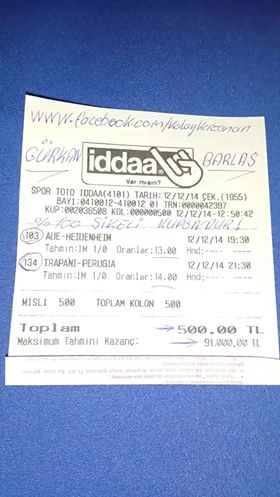 www.facebook.com/kolaykazanan
GÜRKAN BARLAS
iddaa
Var mısın?
SPOR TOTO IDDAA(4101) TARIH: 12/12/14 ÇEK.(1955)
BAYI:0410012-410012 01 TRN:0000042397
KUP:002036508 KOL:000000500 12/12/14-12:50:42
%100 ŞİKELİ KUPONDUR!
103 AUE-HEIDENHEIM 12/12/14 19:30
Tahmin:IM 1/0 Oranlar:13.00 Hnd:--- ---
134 TRAPANI-PERUGIA 12/12/14 21:30
Tahmin:IM 1/0 Oranlar:14.00 Hnd:--- ---
MISLI 500 TOPLAM KOLON 500
Toplam 500.00 TL
Maksimum Tahmini Kazanç: 91.000,00 TL